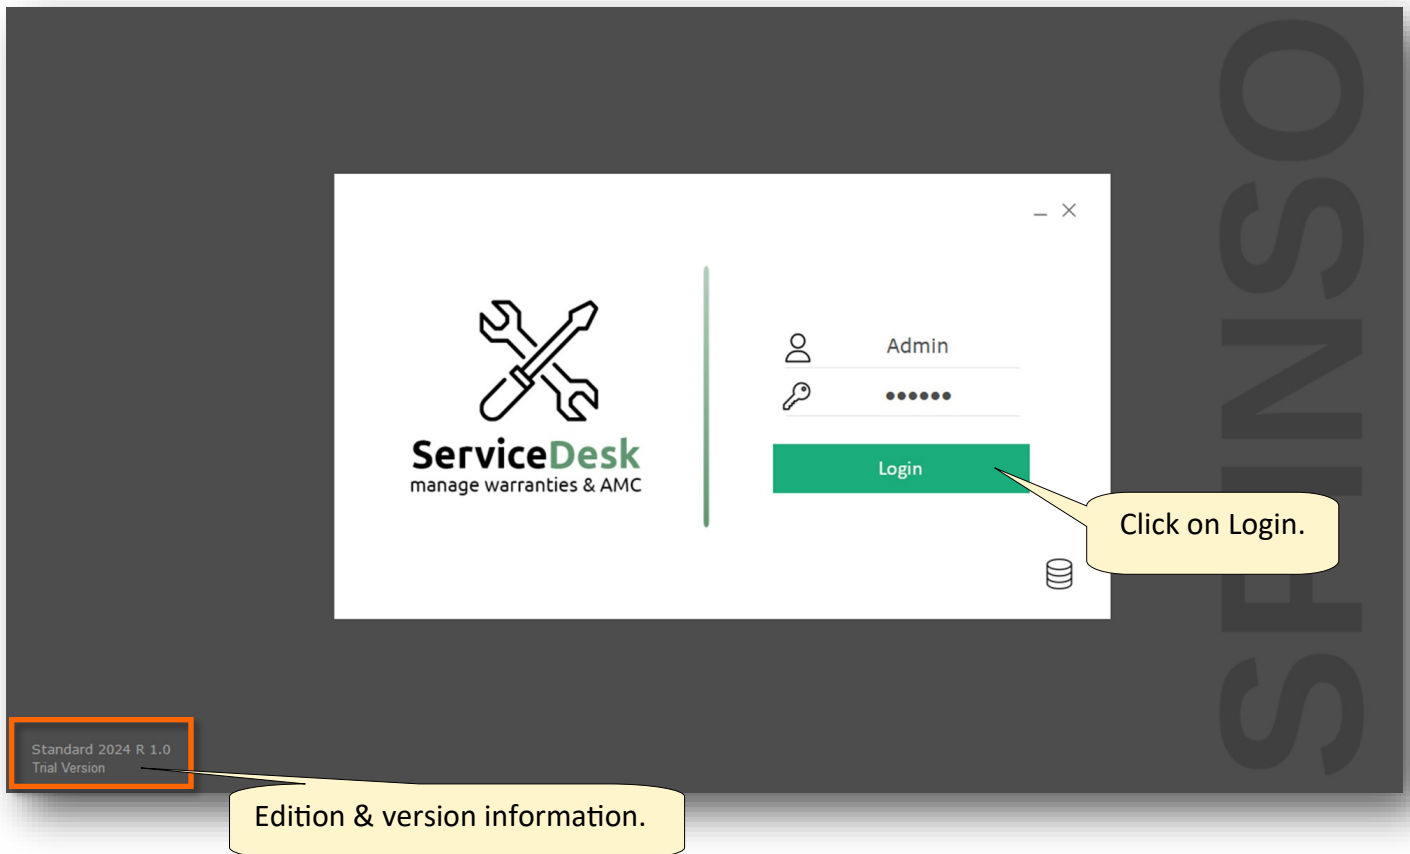 SFINSO
Admin
••••••
ServiceDesk
manage warranties & AMC
Login
Click on Login.
Standard 2024 R 1.0
Trial Version
Edition & version information.